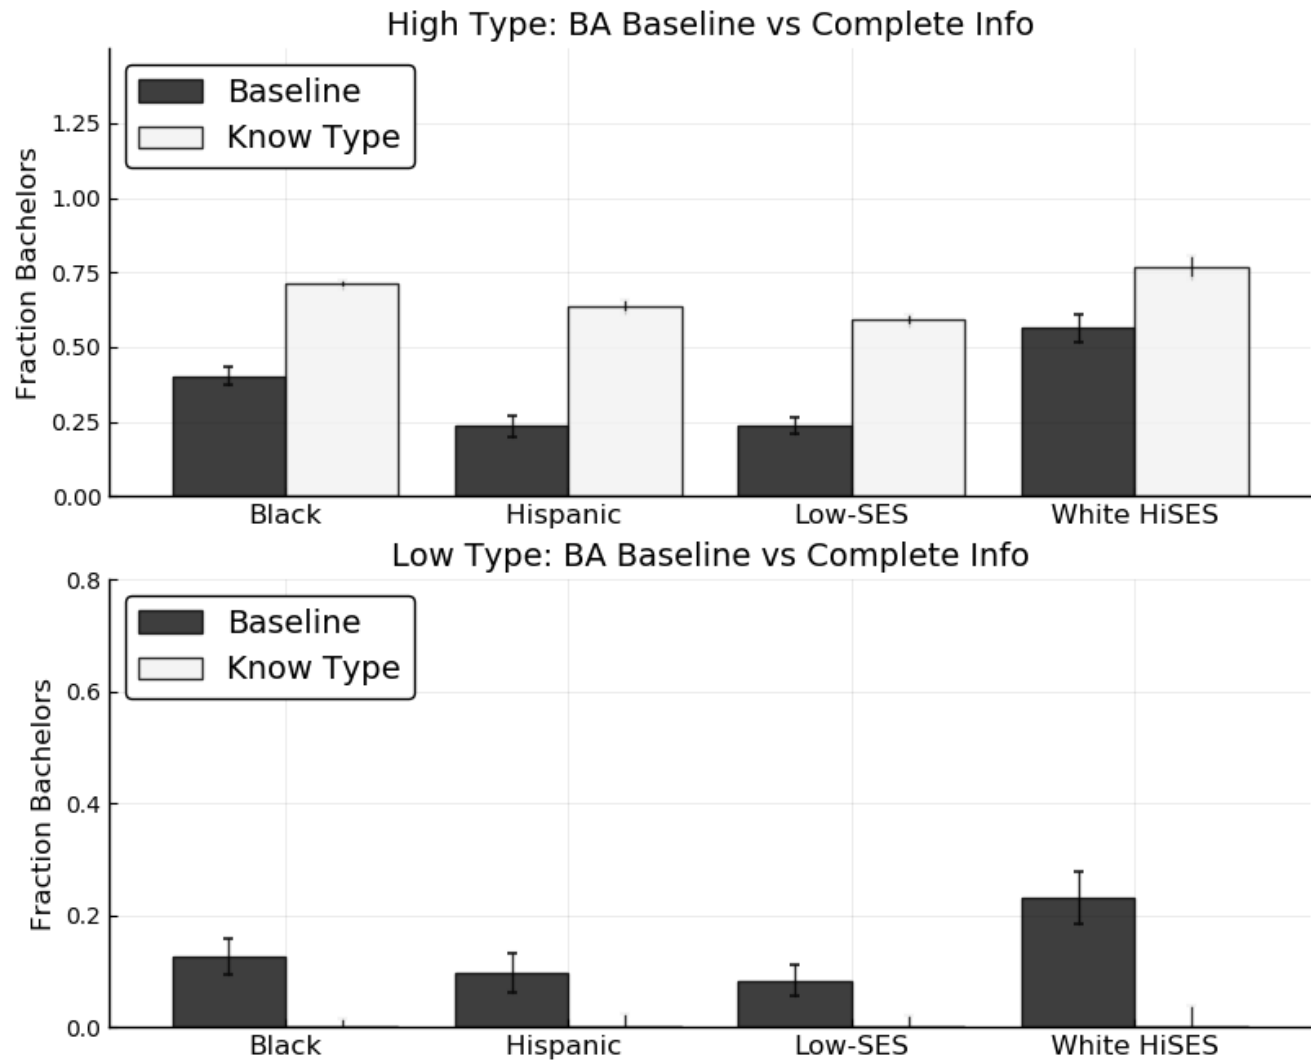 High Type: BA Baseline vs Complete Info
Baseline
Know Type
Fraction Bachelors
1.25
1.00
0.75
0.50
0.25
0.00
Black Hispanic Low-SES White HiSES
Low Type: BA Baseline vs Complete Info
Baseline
Know Type
Fraction Bachelors
0.8
0.6
0.4
0.2
0.0
Black Hispanic Low-SES White HiSES